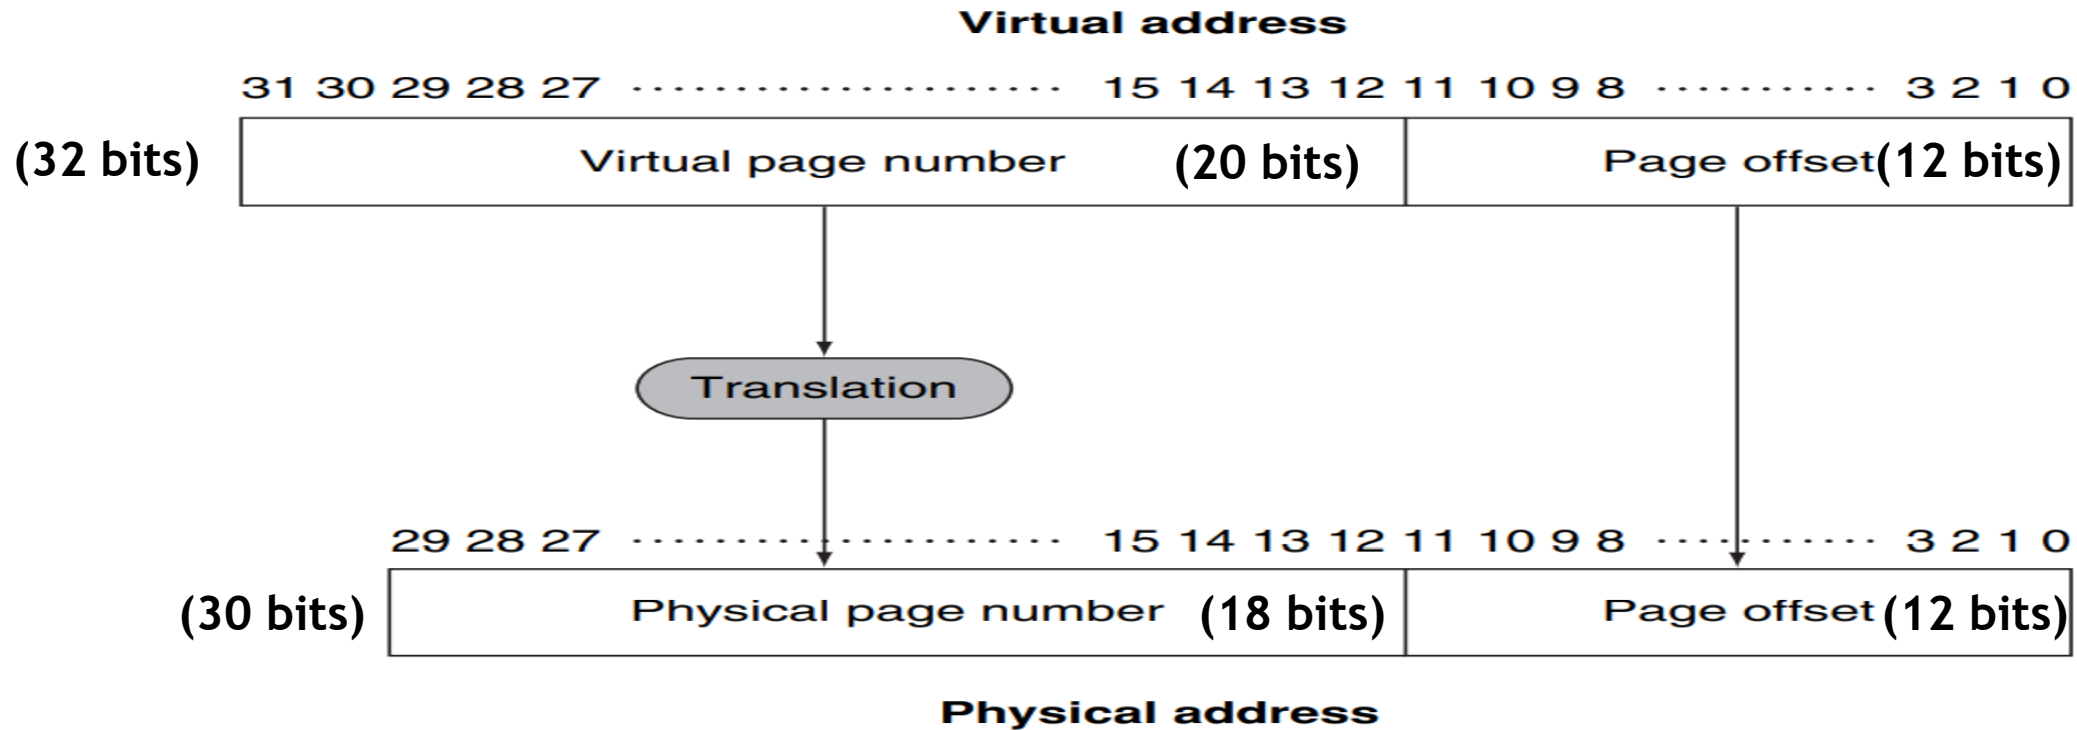 Virtual address
31 30 29 28 27 ····················· 15 14 13 12 11 10 9 8 ··········· 3 2 1 0
(32 bits) Virtual page number (20 bits) Page offset (12 bits)
Translation
29 28 27 ····················· 15 14 13 12 11 10 9 8 ··········· 3 2 1 0
(30 bits) Physical page number (18 bits) Page offset (12 bits)
Physical address